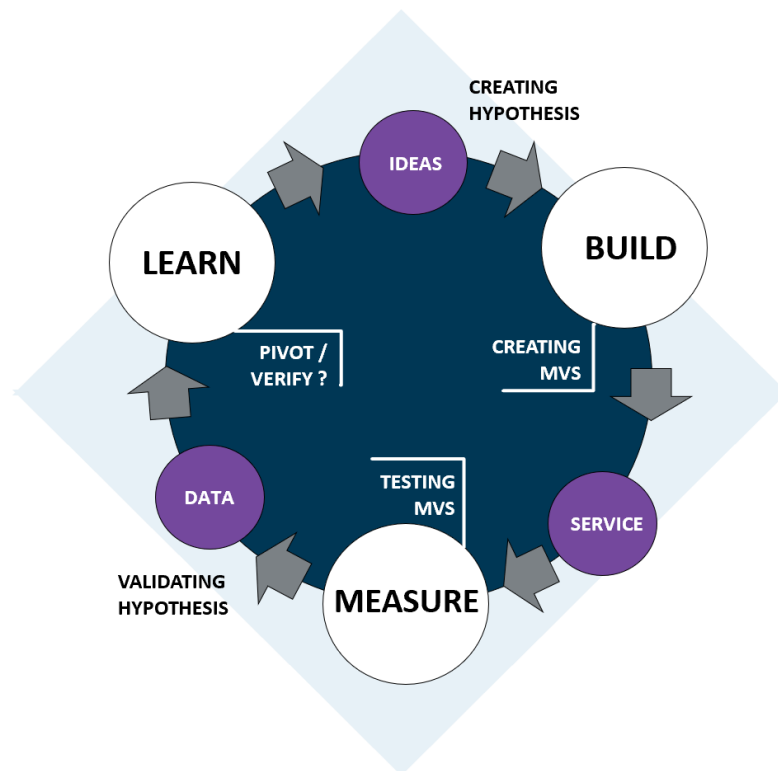 CREATING
HYPOTHESIS
IDEAS
BUILD
LEARN
CREATING
MVS
PIVOT /
VERIFY ?
TESTING
MVS
DATA
SERVICE
VALIDATING
HYPOTHESIS
MEASURE